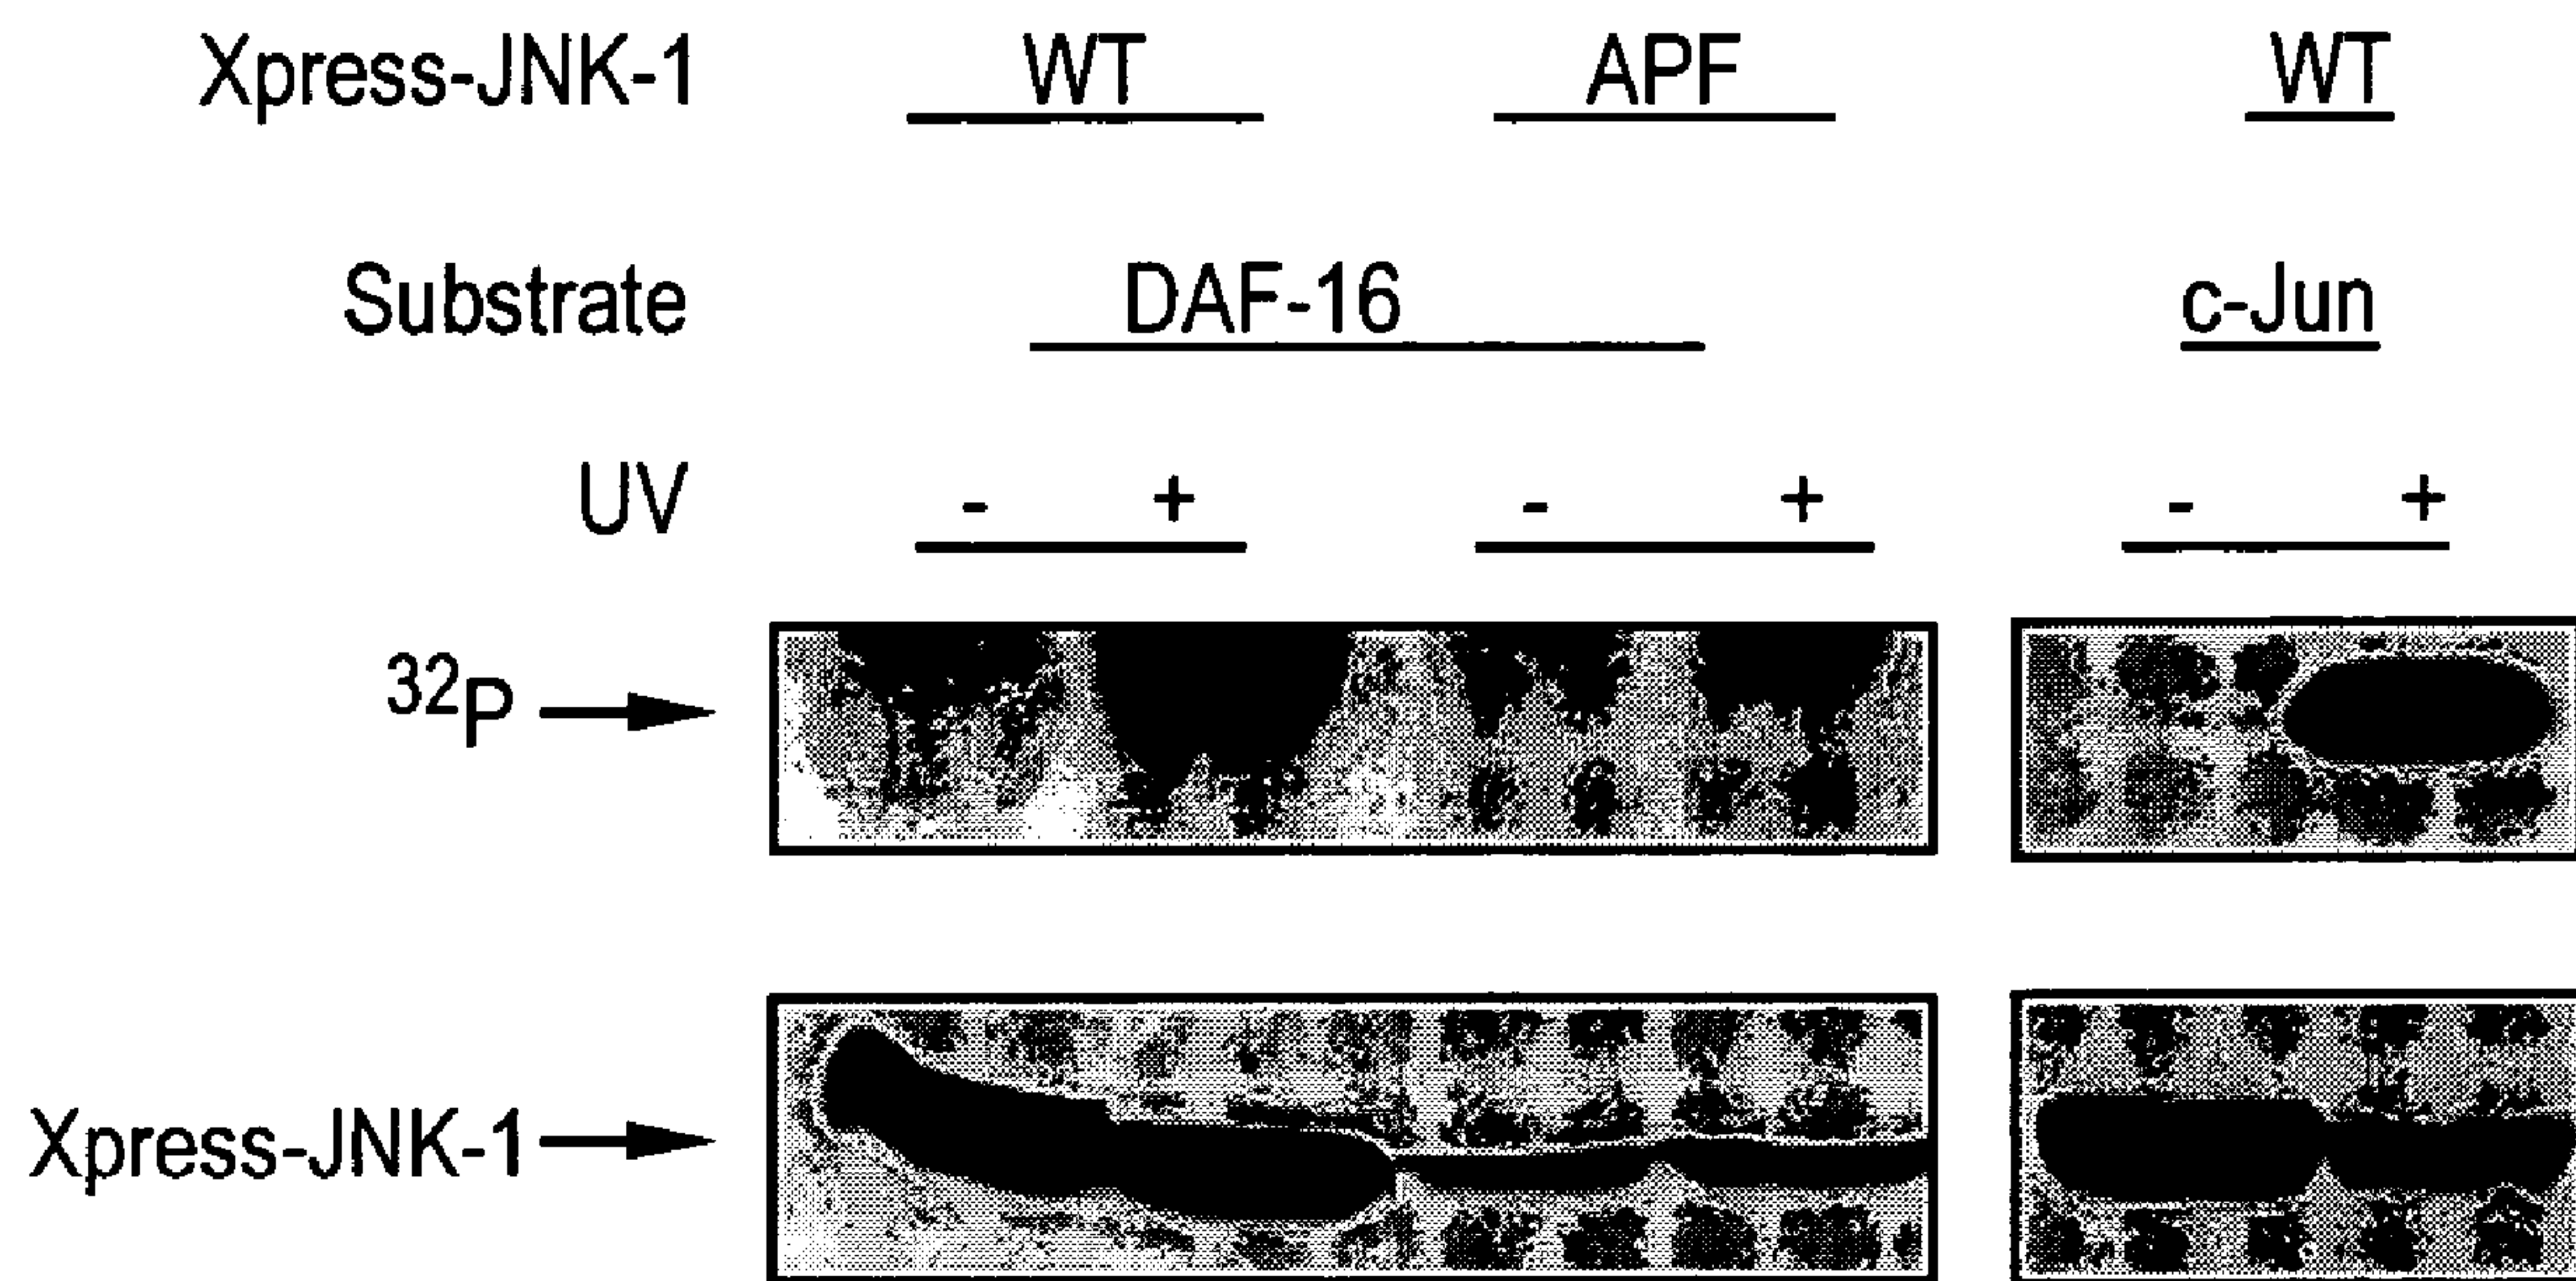 Xpress-JNK-1 WT APF WT
Substrate DAF-16 c-Jun
UV - + - + - +
32P
Xpress-JNK-1